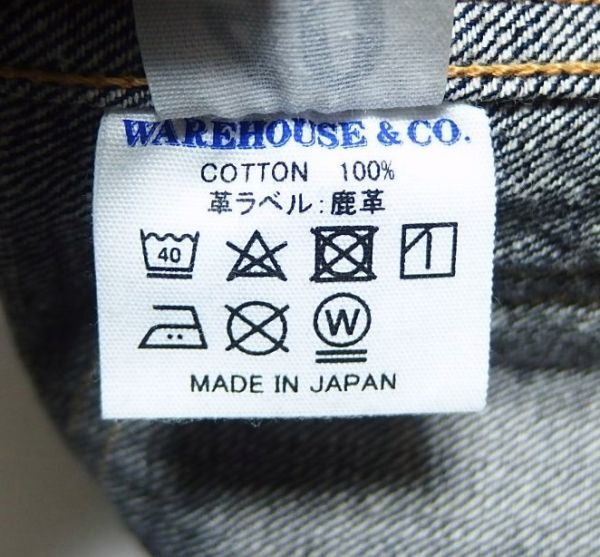 WAREHOUSE & CO.
COTTON 100%
革ラベル:鹿革
40
W
MADE IN JAPAN